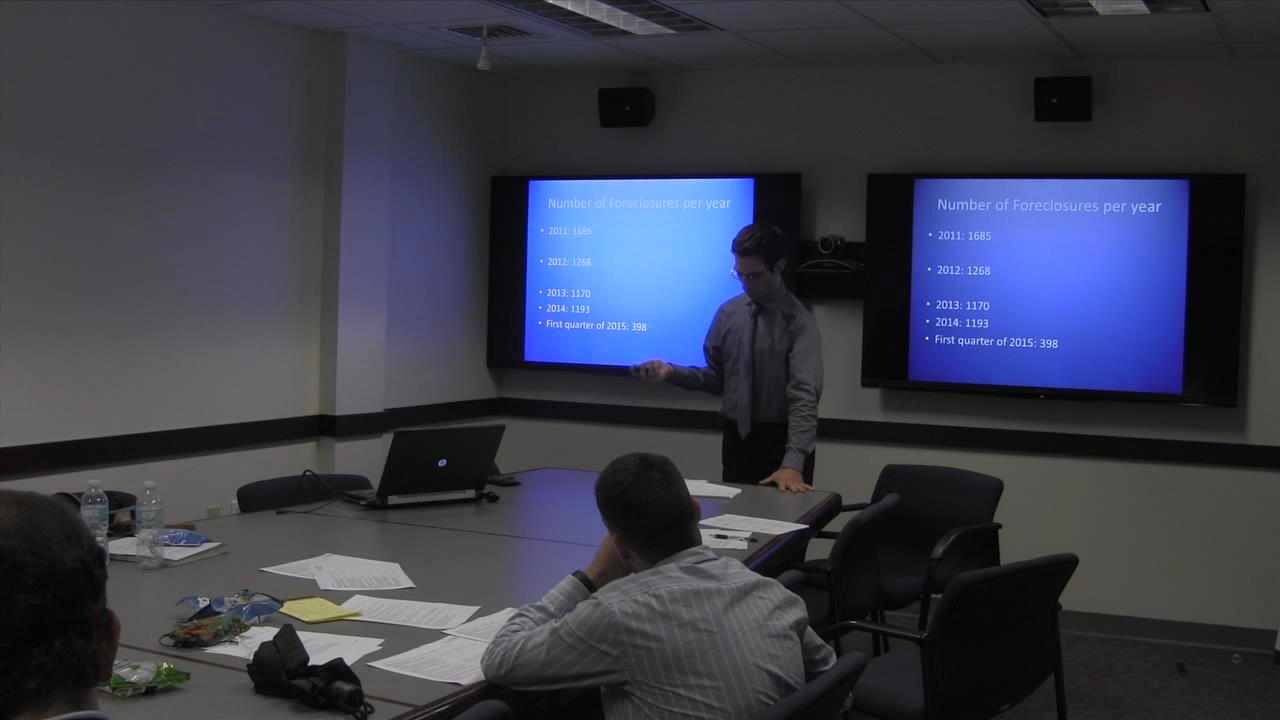 Number of Foreclosures per year
• 2011: 1685
• 2012: 1268
• 2013: 1170
• 2014: 1193
• First quarter of 2015: 398
Number of Foreclosures per year
• 2011: 1685
• 2012: 1268
• 2013: 1170
• 2014: 1193
• First quarter of 2015: 398
hp